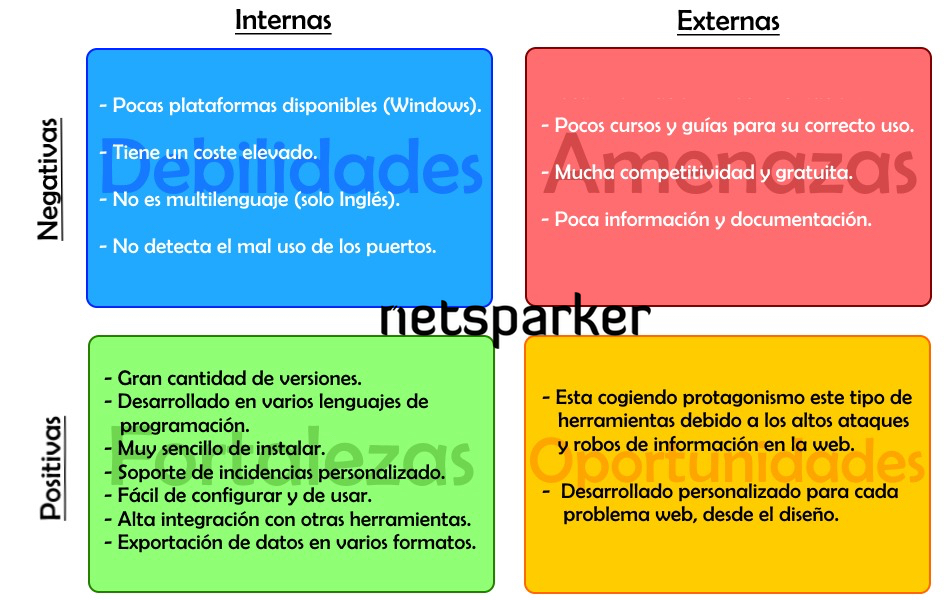 Internas
Externas
Negativas
- Pocas plataformas disponibles (Windows).
- Tiene un coste elevado.
- No es multilenguaje (solo Inglés).
- No detecta el mal uso de los puertos.
Debilidades
- Pocos cursos y guías para su correcto uso.
- Mucha competitividad y gratuita.
- Poca información y documentación.
Amenazas
netsparker
Positivas
- Gran cantidad de versiones.
- Desarrollado en varios lenguajes de
programación.
- Muy sencillo de instalar.
- Soporte de incidencias personalizado.
- Fácil de configurar y de usar.
- Alta integración con otras herramientas.
- Exportación de datos en varios formatos.
Fortalezas
- Esta cogiendo protagonismo este tipo de
herramientas debido a los altos ataques
y robos de información en la web.
- Desarrollado personalizado para cada
problema web, desde el diseño.
Oportunidades